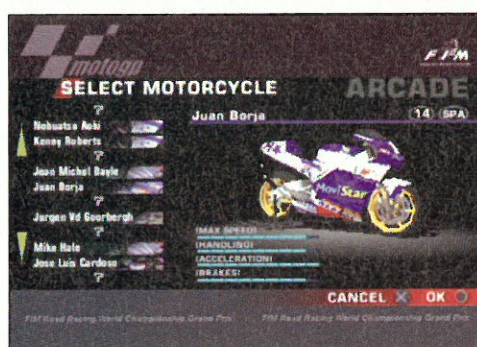 motogp
FIM
SELECT MOTORCYCLE
ARCADE
?
Nobuatsu Aoki
Kenny Roberts
?
Jean Michel Bayle
Juan Borja
?
Jurgen Vd Goorbergh
?
Mike Hale
Jose Luis Cardoso
?
Juan Borja
14 SPA
MoviStar
[MAX SPEED]
[HANDLING]
[ACCELERATION]
[BRAKES]
CANCEL X OK O
FIM Road Racing World Championship Grand Prix FIM Road Racing World Championship Grand Prix